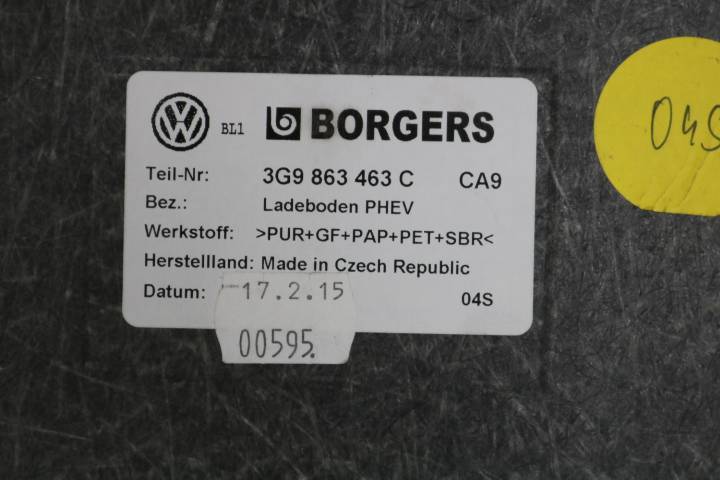 BL1 BORGERS
Teil-Nr: 3G9 863 463 C CA9
Bez.: Ladeboden PHEV
Werkstoff: >PUR+GF+PAP+PET+SBR<
Herstellland: Made in Czech Republic
Datum: 17.2.15 04S
00595.
04S